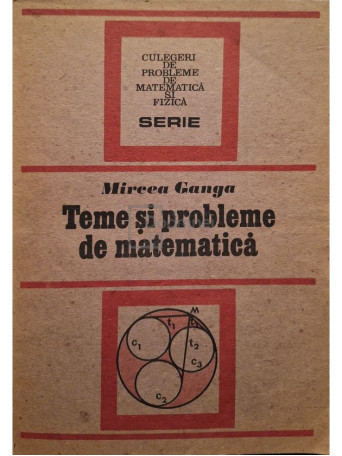 CULEGERI
DE
PROBLEME
DE
MATEMATICĂ
ȘI
FIZICĂ
SERIE
Mircea Ganga
Teme și probleme
de matematică
M
t₁
c₁
t₂
c₃
c₂